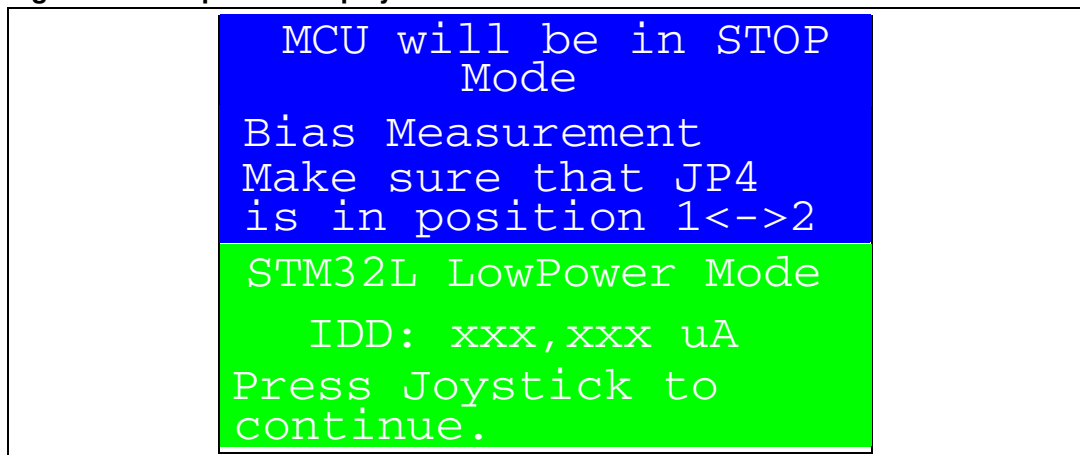 MCU will be in STOP
Mode
Bias Measurement
Make sure that JP4
is in position 1<->2
STM32L LowPower Mode
IDD: xxx,xxx uA
Press Joystick to
continue.